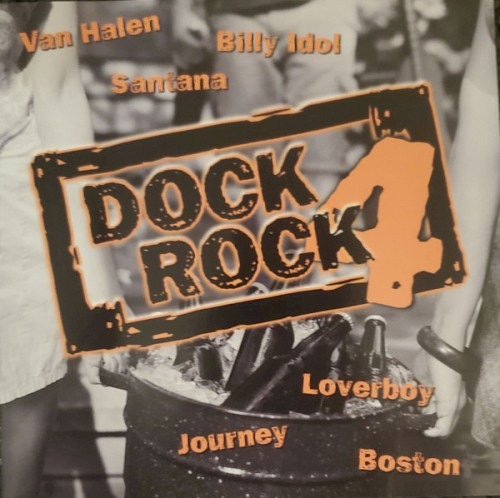 Van Halen
Billy Idol
Santana
DOCK
ROCK 4
Loverboy
Journey
Boston